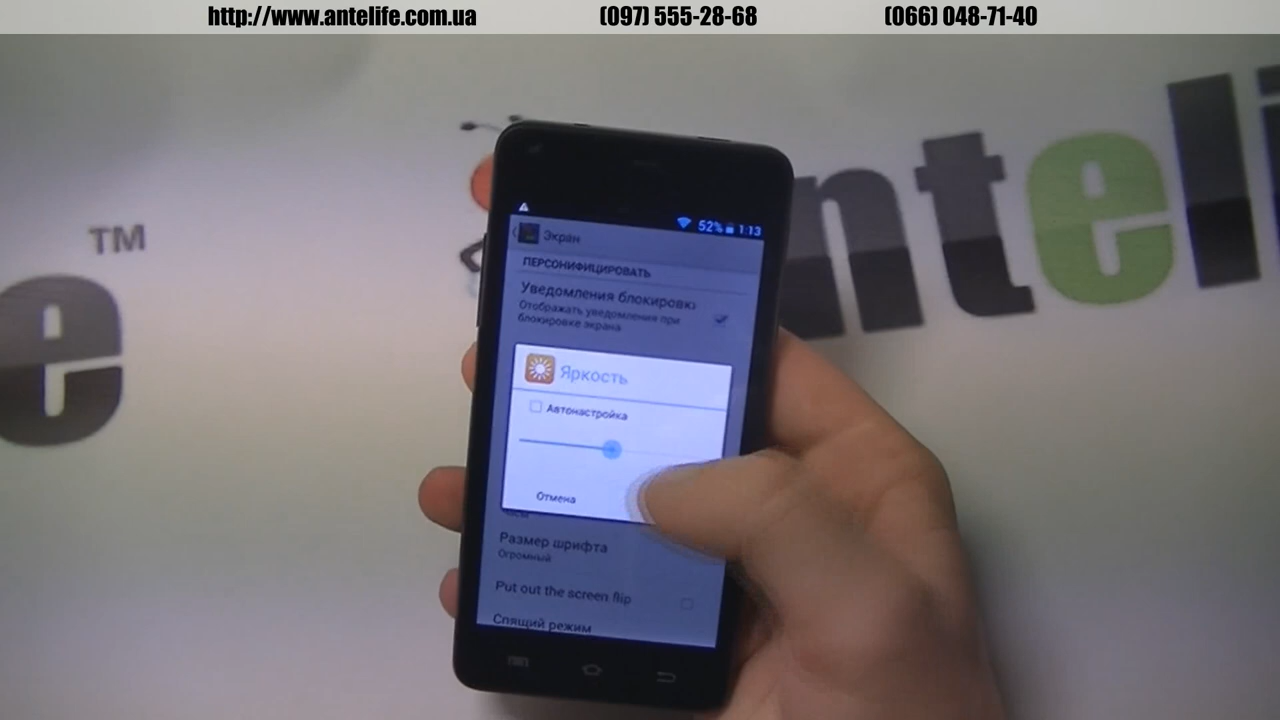 http://www.antelife.com.ua (097) 555-28-68 (066) 048-71-40
TM
e
antel
52% 1:13
Экран
ПЕРСОНИФИЦИРОВАТЬ
Уведомления блокировк
Отображать уведомления при
блокировке экрана
Яркость
Автонастройка
Отмена
Размер шрифта
Огромный
Put out the screen flip
Спящий режим